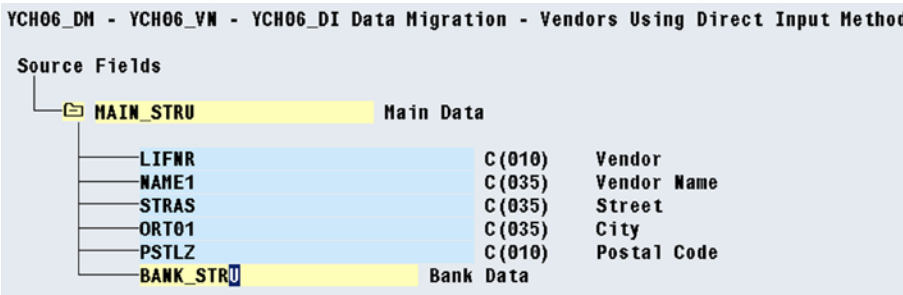 YCH06_DM - YCH06_VN - YCH06_DI Data Migration - Vendors Using Direct Input Method
Source Fields
MAIN_STRU Main Data
LIFNR C(010) Vendor
NAME1 C(035) Vendor Name
STRAS C(035) Street
ORT01 C(035) City
PSTLZ C(010) Postal Code
BANK_STRU Bank Data